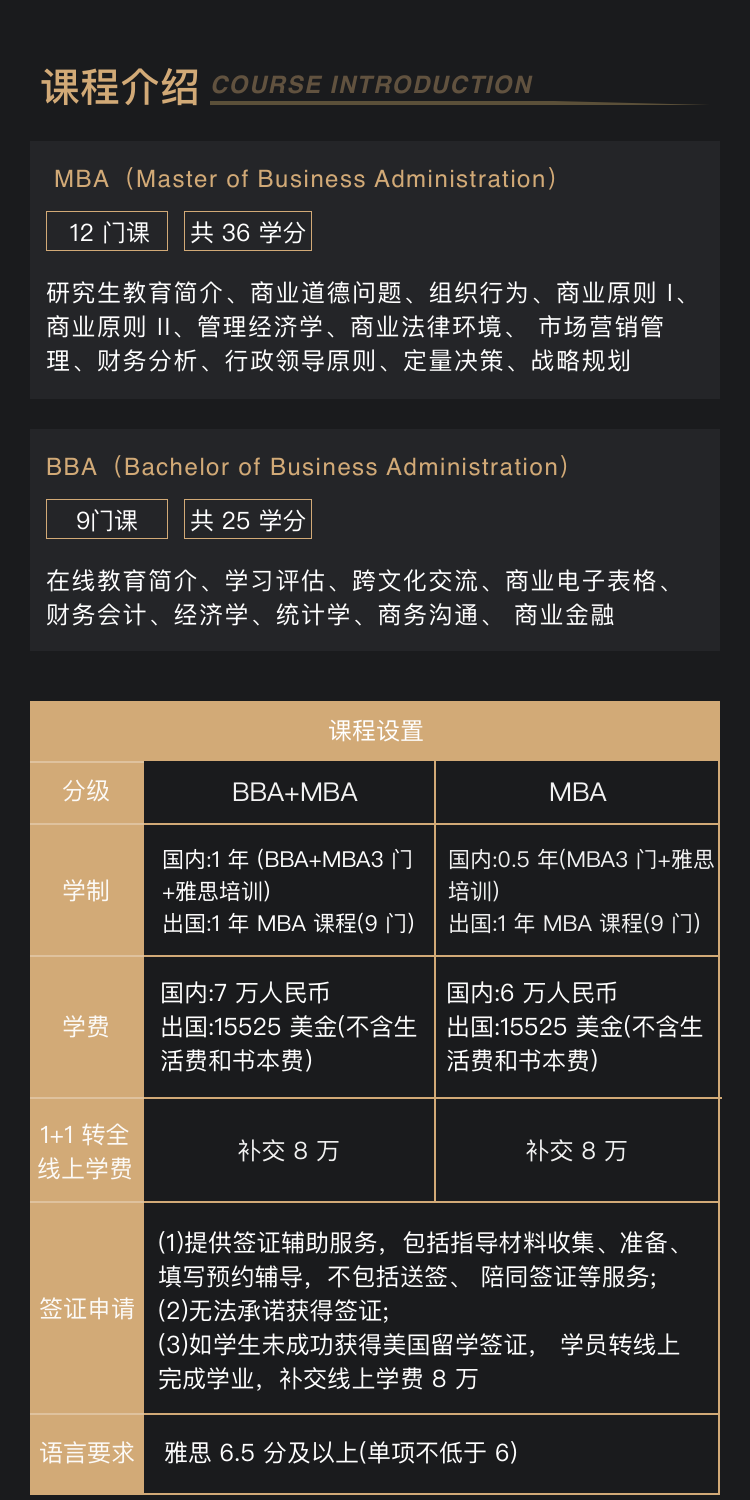 课程介绍 COURSE INTRODUCTION
MBA（Master of Business Administration）
12 门课
共 36 学分
研究生教育简介、商业道德问题、组织行为、商业原则 I、
商业原则 II、管理经济学、商业法律环境、 市场营销管
理、财务分析、行政领导原则、定量决策、战略规划
BBA（Bachelor of Business Administration）
9门课
共 25 学分
在线教育简介、学习评估、跨文化交流、商业电子表格、
财务会计、经济学、统计学、商务沟通、 商业金融
课程设置
分级
BBA+MBA
MBA
学制
国内:1 年 (BBA+MBA3 门
+雅思培训)
出国:1 年 MBA 课程(9 门)
国内:0.5 年(MBA3 门+雅思
培训)
出国:1 年 MBA 课程(9 门)
学费
国内:7 万人民币
出国:15525 美金(不含生
活费和书本费)
国内:6 万人民币
出国:15525 美金(不含生
活费和书本费)
1+1 转全
线上学费
补交 8 万
补交 8 万
签证申请
(1)提供签证辅助服务，包括指导材料收集、准备、
填写预约辅导，不包括送签、 陪同签证等服务;
(2)无法承诺获得签证;
(3)如学生未成功获得美国留学签证， 学员转线上
完成学业，补交线上学费 8 万
语言要求
雅思 6.5 分及以上(单项不低于 6)